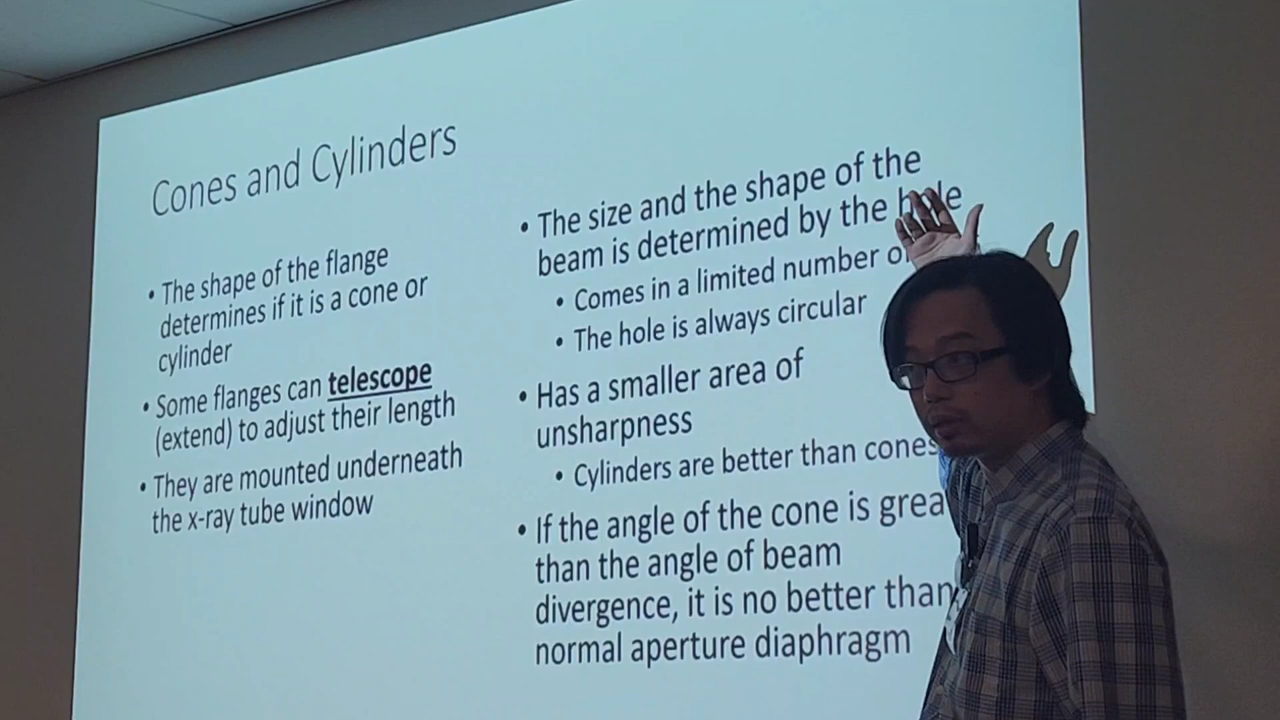 Cones and Cylinders
• The shape of the flange
determines if it is a cone or
cylinder
• Some flanges can telescope
(extend) to adjust their length
• They are mounted underneath
the x-ray tube window
• The size and the shape of the
beam is determined by the hole
• Comes in a limited number
• The hole is always circular
• Has a smaller area of
unsharpness
• Cylinders are better than cones
• If the angle of the cone is
than the angle of beam
divergence, it is no better than
normal aperture diaphragm